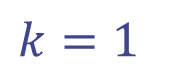 k = 1